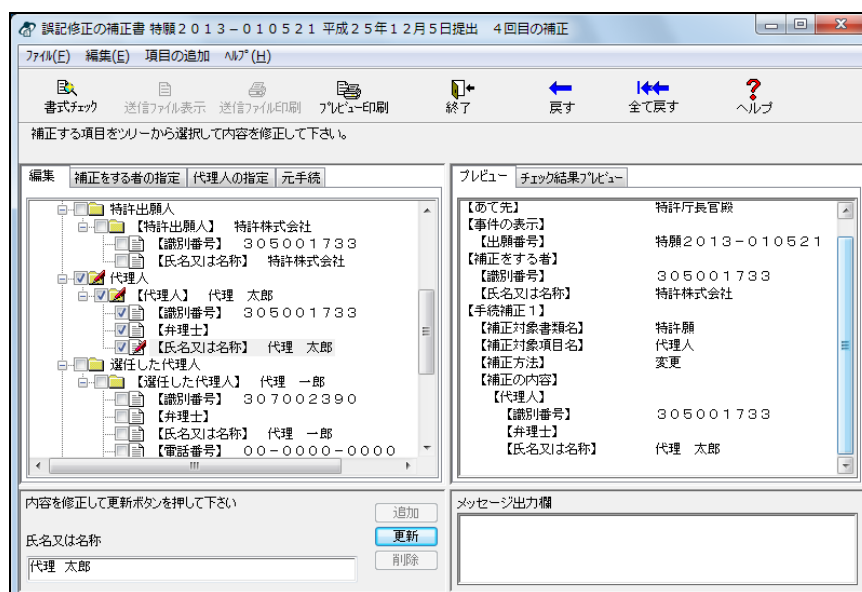 誤記修正の補正書 特願２０１３－０１０５２１ 平成２５年１２月５日提出　４回目の補正
ﾌｧｲﾙ(F)　編集(E)　項目の追加　ﾍﾙﾌﾟ(H)
書式ﾁｪｯｸ　送信ﾌｧｲﾙ表示　送信ﾌｧｲﾙ印刷　ﾌﾟﾚﾋﾞｭｰ印刷　終了　戻す　全て戻す　ヘルプ
補正する項目をツリーから選択して内容を修正して下さい。
編集　補正をする者の指定　代理人の指定　元手続
特許出願人
【特許出願人】　特許株式会社
【識別番号】　３０５００１７３３
【氏名又は名称】　特許株式会社
代理人
【代理人】　代理　太郎
【識別番号】　３０５００１７３３
【弁理士】
【氏名又は名称】　代理　太郎
選任した代理人
【選任した代理人】　代理　一郎
【識別番号】　３０７００２３９０
【弁理士】
【氏名又は名称】　代理　一郎
【電話番号】　００－００００－００００
プレビュー　ﾁｪｯｸ結果ﾌﾟﾚﾋﾞｭｰ
【あて先】　特許庁長官殿
【事件の表示】
【出願番号】　特願２０１３－０１０５２１
【補正をする者】
【識別番号】　３０５００１７３３
【氏名又は名称】　特許株式会社
【手続補正１】
【補正対象書類名】　特許願
【補正対象項目名】　代理人
【補正方法】　変更
【補正の内容】
【代理人】
【識別番号】　３０５００１７３３
【弁理士】
【氏名又は名称】　代理　太郎
内容を修正して更新ボタンを押して下さい
追加
更新
削除
氏名又は名称
代理　太郎
メッセージ出力欄